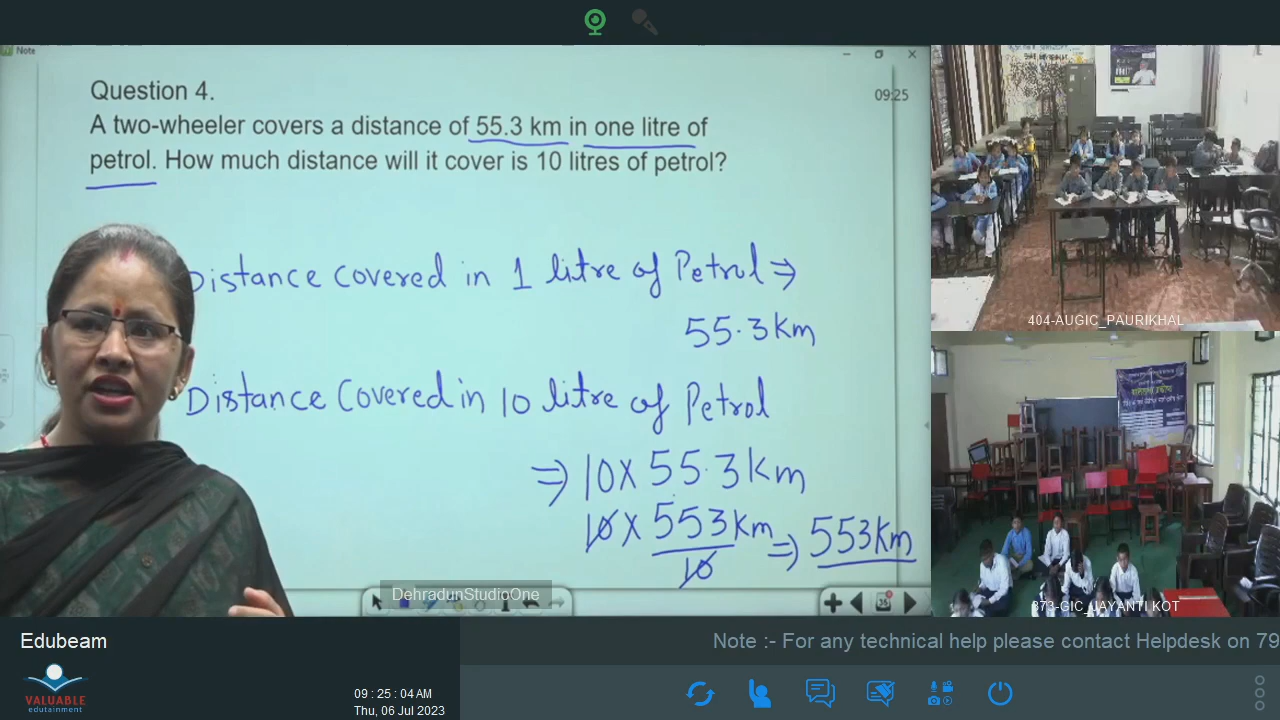 Note
09:25
Question 4.
A two-wheeler covers a distance of 55.3 km in one litre of
petrol. How much distance will it cover is 10 litres of petrol?
Distance covered in 1 litre of Petrol ⇒
55.3 km
Distance Covered in 10 litre of Petrol
⇒ 10 x 55.3 km
10 x 553 km ⇒ 553 km
10
DehradunStudioOne
404-AUGIC_PAURIKHAL
373-GIC_JAYANTI KOT
Edubeam
VALUABLE
edutainment
09 : 25 : 04 AM
Thu, 06 Jul 2023
Note :- For any technical help please contact Helpdesk on 79